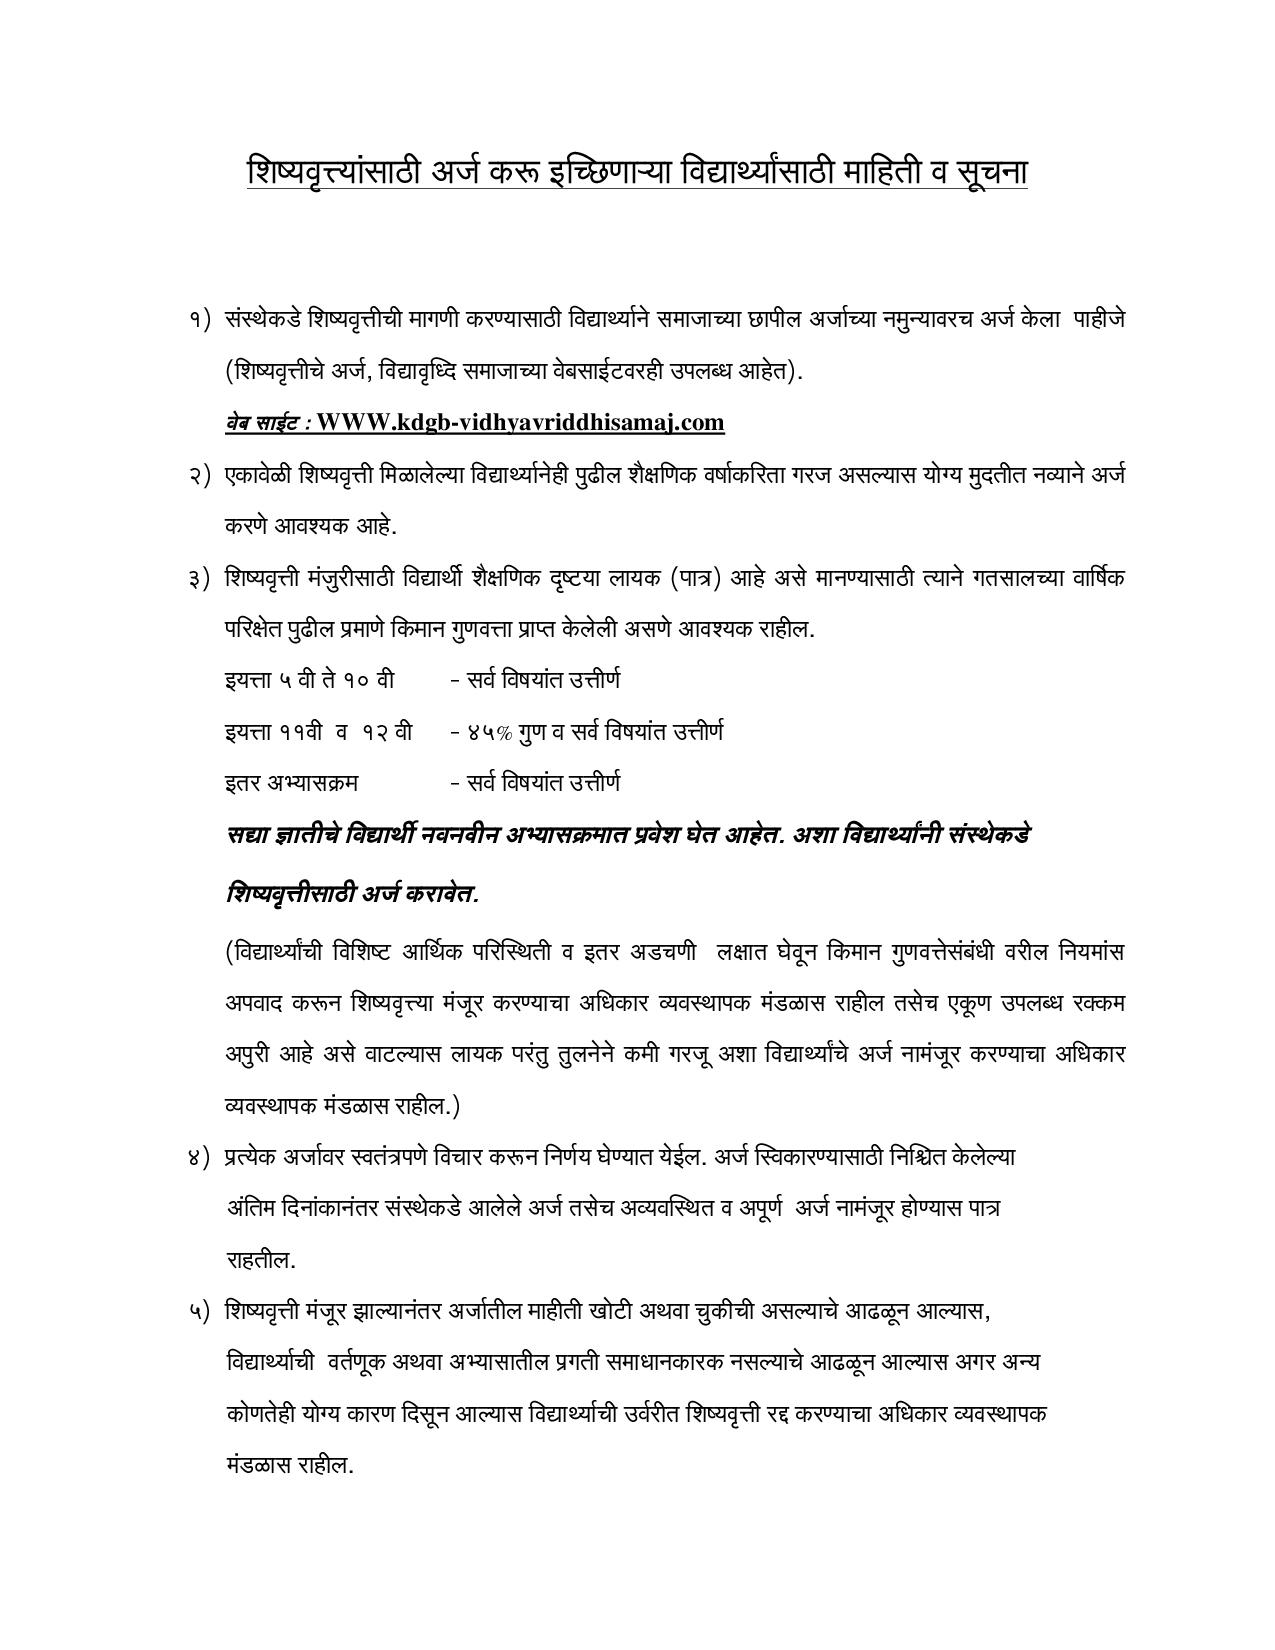 शिष्यवृत्त्यांसाठी अर्ज करू इच्छिणाऱ्या विद्यार्थ्यांसाठी माहिती व सूचना
१) संस्थेकडे शिष्यवृत्तीची मागणी करण्यासाठी विद्यार्थ्याने समाजाच्या छापील अर्जाच्या नमुन्यावरच अर्ज केला पाहीजे
(शिष्यवृत्तीचे अर्ज, विद्यावृध्दि समाजाच्या वेबसाईटवरही उपलब्ध आहेत).
वेब साईट : WWW.kdgb-vidhyavriddhisamaj.com
२) एकावेळी शिष्यवृत्ती मिळालेल्या विद्यार्थ्यानेही पुढील शैक्षणिक वर्षाकरिता गरज असल्यास योग्य मुदतीत नव्याने अर्ज
करणे आवश्यक आहे.
३) शिष्यवृत्ती मंजुरीसाठी विद्यार्थी शैक्षणिक दृष्टया लायक (पात्र) आहे असे मानण्यासाठी त्याने गतसालच्या वार्षिक
परिक्षेत पुढील प्रमाणे किमान गुणवत्ता प्राप्त केलेली असणे आवश्यक राहील.
इयत्ता ५ वी ते १० वी - सर्व विषयांत उत्तीर्ण
इयत्ता ११वी व १२ वी - ४५% गुण व सर्व विषयांत उत्तीर्ण
इतर अभ्यासक्रम - सर्व विषयांत उत्तीर्ण
सद्या ज्ञातीचे विद्यार्थी नवनवीन अभ्यासक्रमात प्रवेश घेत आहेत. अशा विद्यार्थ्यांनी संस्थेकडे
शिष्यवृत्तीसाठी अर्ज करावेत.
(विद्यार्थ्यांची विशिष्ट आर्थिक परिस्थिती व इतर अडचणी लक्षात घेवून किमान गुणवत्तेसंबंधी वरील नियमांस
अपवाद करून शिष्यवृत्त्या मंजूर करण्याचा अधिकार व्यवस्थापक मंडळास राहील तसेच एकूण उपलब्ध रक्कम
अपुरी आहे असे वाटल्यास लायक परंतु तुलनेने कमी गरजू अशा विद्यार्थ्यांचे अर्ज नामंजूर करण्याचा अधिकार
व्यवस्थापक मंडळास राहील.)
४) प्रत्येक अर्जावर स्वतंत्रपणे विचार करून निर्णय घेण्यात येईल. अर्ज स्विकारण्यासाठी निश्चित केलेल्या
अंतिम दिनांकानंतर संस्थेकडे आलेले अर्ज तसेच अव्यवस्थित व अपूर्ण अर्ज नामंजूर होण्यास पात्र
राहतील.
५) शिष्यवृत्ती मंजूर झाल्यानंतर अर्जातील माहीती खोटी अथवा चुकीची असल्याचे आढळून आल्यास,
विद्यार्थ्याची वर्तणूक अथवा अभ्यासातील प्रगती समाधानकारक नसल्याचे आढळून आल्यास अगर अन्य
कोणतेही योग्य कारण दिसून आल्यास विद्यार्थ्याची उर्वरीत शिष्यवृत्ती रद्द करण्याचा अधिकार व्यवस्थापक
मंडळास राहील.